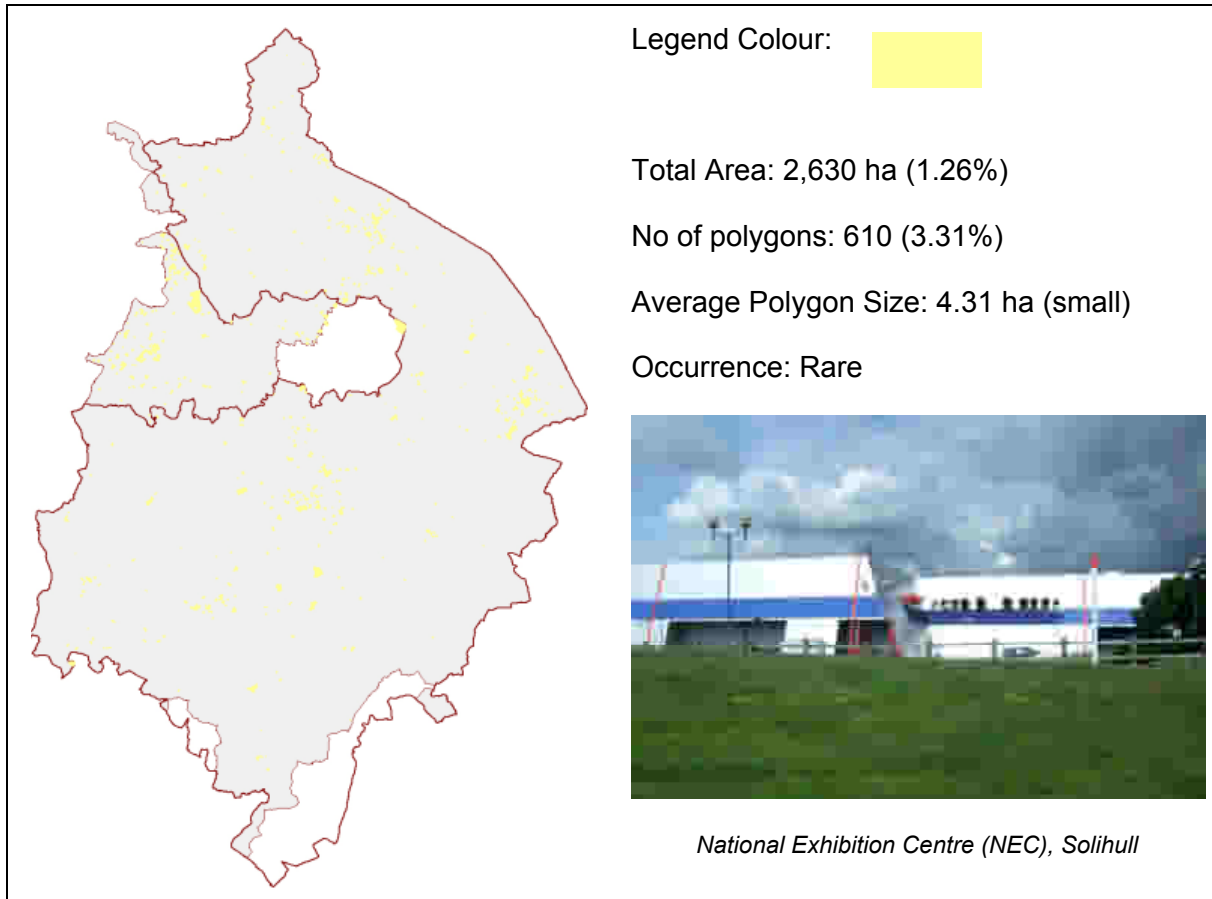 Legend Colour:
Total Area: 2,630 ha (1.26%)
No of polygons: 610 (3.31%)
Average Polygon Size: 4.31 ha (small)
Occurrence: Rare
National Exhibition Centre (NEC), Solihull